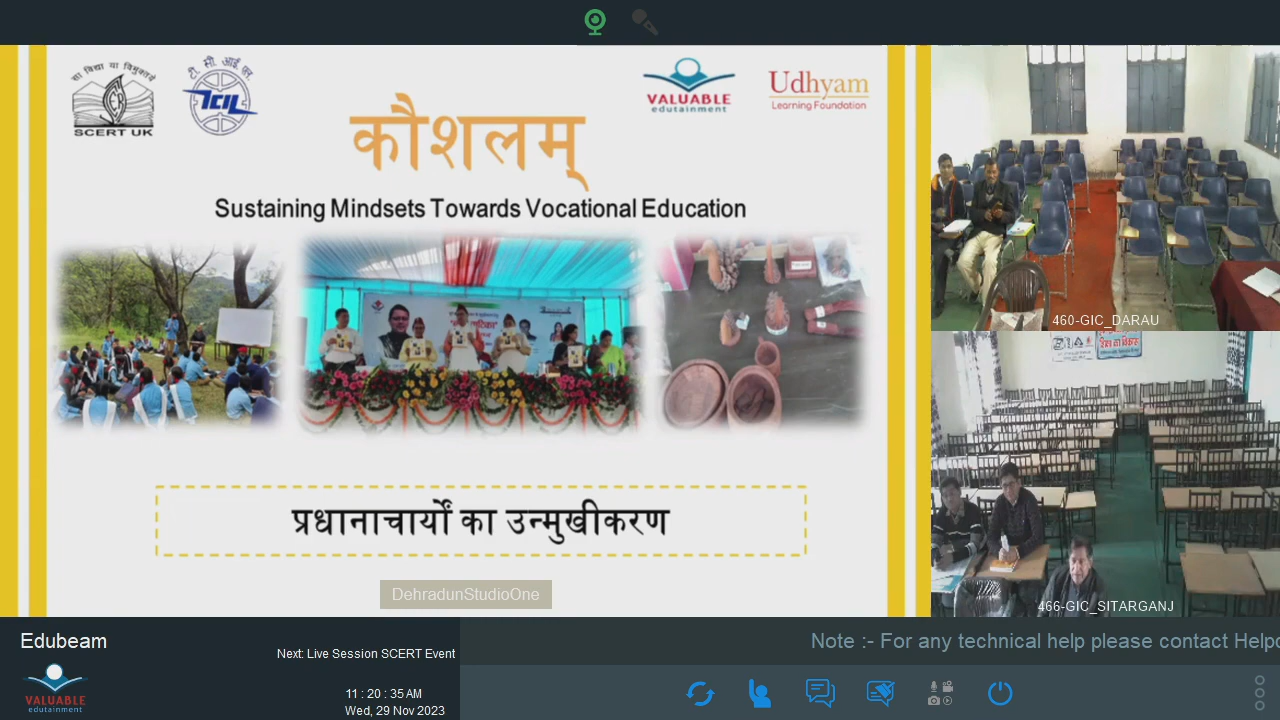 सा विद्या या विमुक्तये
SCERT UK
टी. सी. आई. एल.
TCIL
VALUABLE
edutainment
Udhyam
Learning Foundation
कौशलम्
Sustaining Mindsets Towards Vocational Education
प्रधानाचार्यों का उन्मुखीकरण
DehradunStudioOne
460-GIC_DARAU
466-GIC_SITARGANJ
Edubeam
VALUABLE
edutainment
Next: Live Session SCERT Event
11 : 20 : 35 AM
Wed, 29 Nov 2023
Note :- For any technical help please contact Helpd